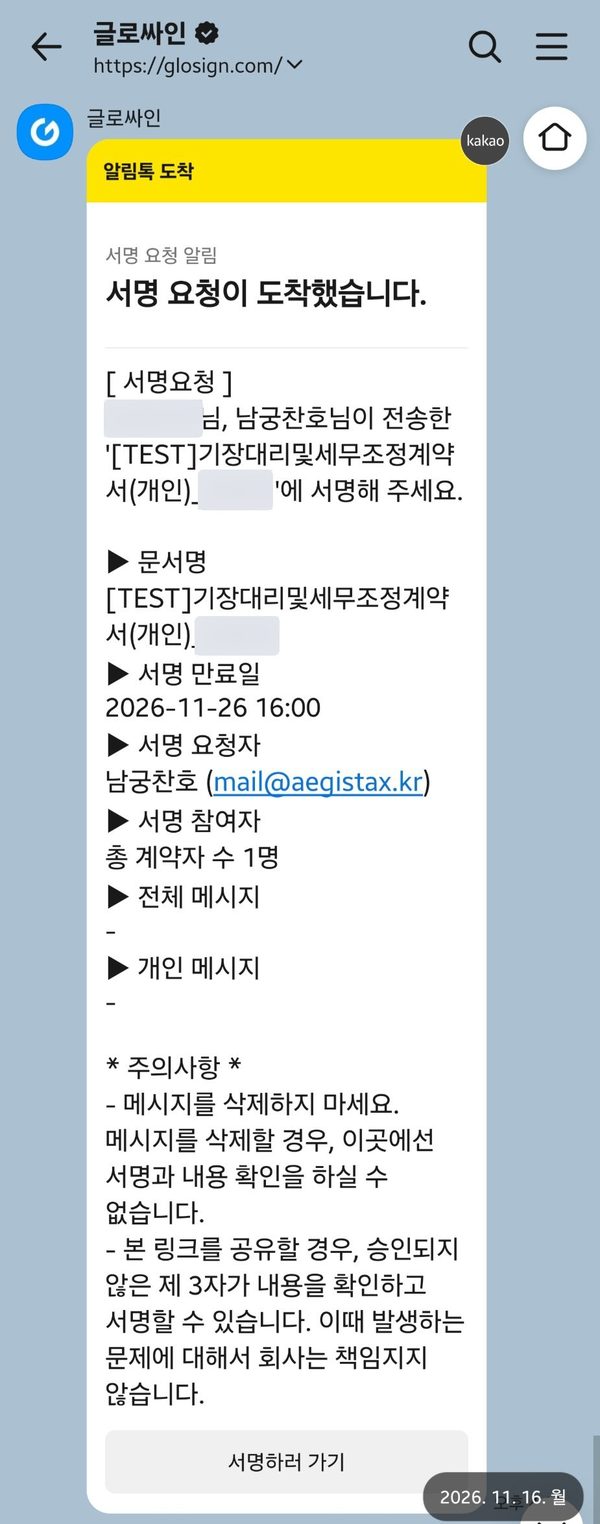 글로싸인
https://glosign.com/
글로싸인
kakao
알림톡 도착
서명 요청 알림
서명 요청이 도착했습니다.
[ 서명요청 ]
님, 남궁찬호님이 전송한
'[TEST]기장대리및세무조정계약
서(개인)_ '에 서명해 주세요.
▶ 문서명
[TEST]기장대리및세무조정계약
서(개인)_
▶ 서명 만료일
2026-11-26 16:00
▶ 서명 요청자
남궁찬호 (mail@aegistax.kr)
▶ 서명 참여자
총 계약자 수 1명
▶ 전체 메시지
-
▶ 개인 메시지
-
* 주의사항 *
- 메시지를 삭제하지 마세요.
메시지를 삭제할 경우, 이곳에선
서명과 내용 확인을 하실 수
없습니다.
- 본 링크를 공유할 경우, 승인되지
않은 제 3자가 내용을 확인하고
서명할 수 있습니다. 이때 발생하는
문제에 대해서 회사는 책임지지
않습니다.
서명하러 가기
2026. 11. 16. 월